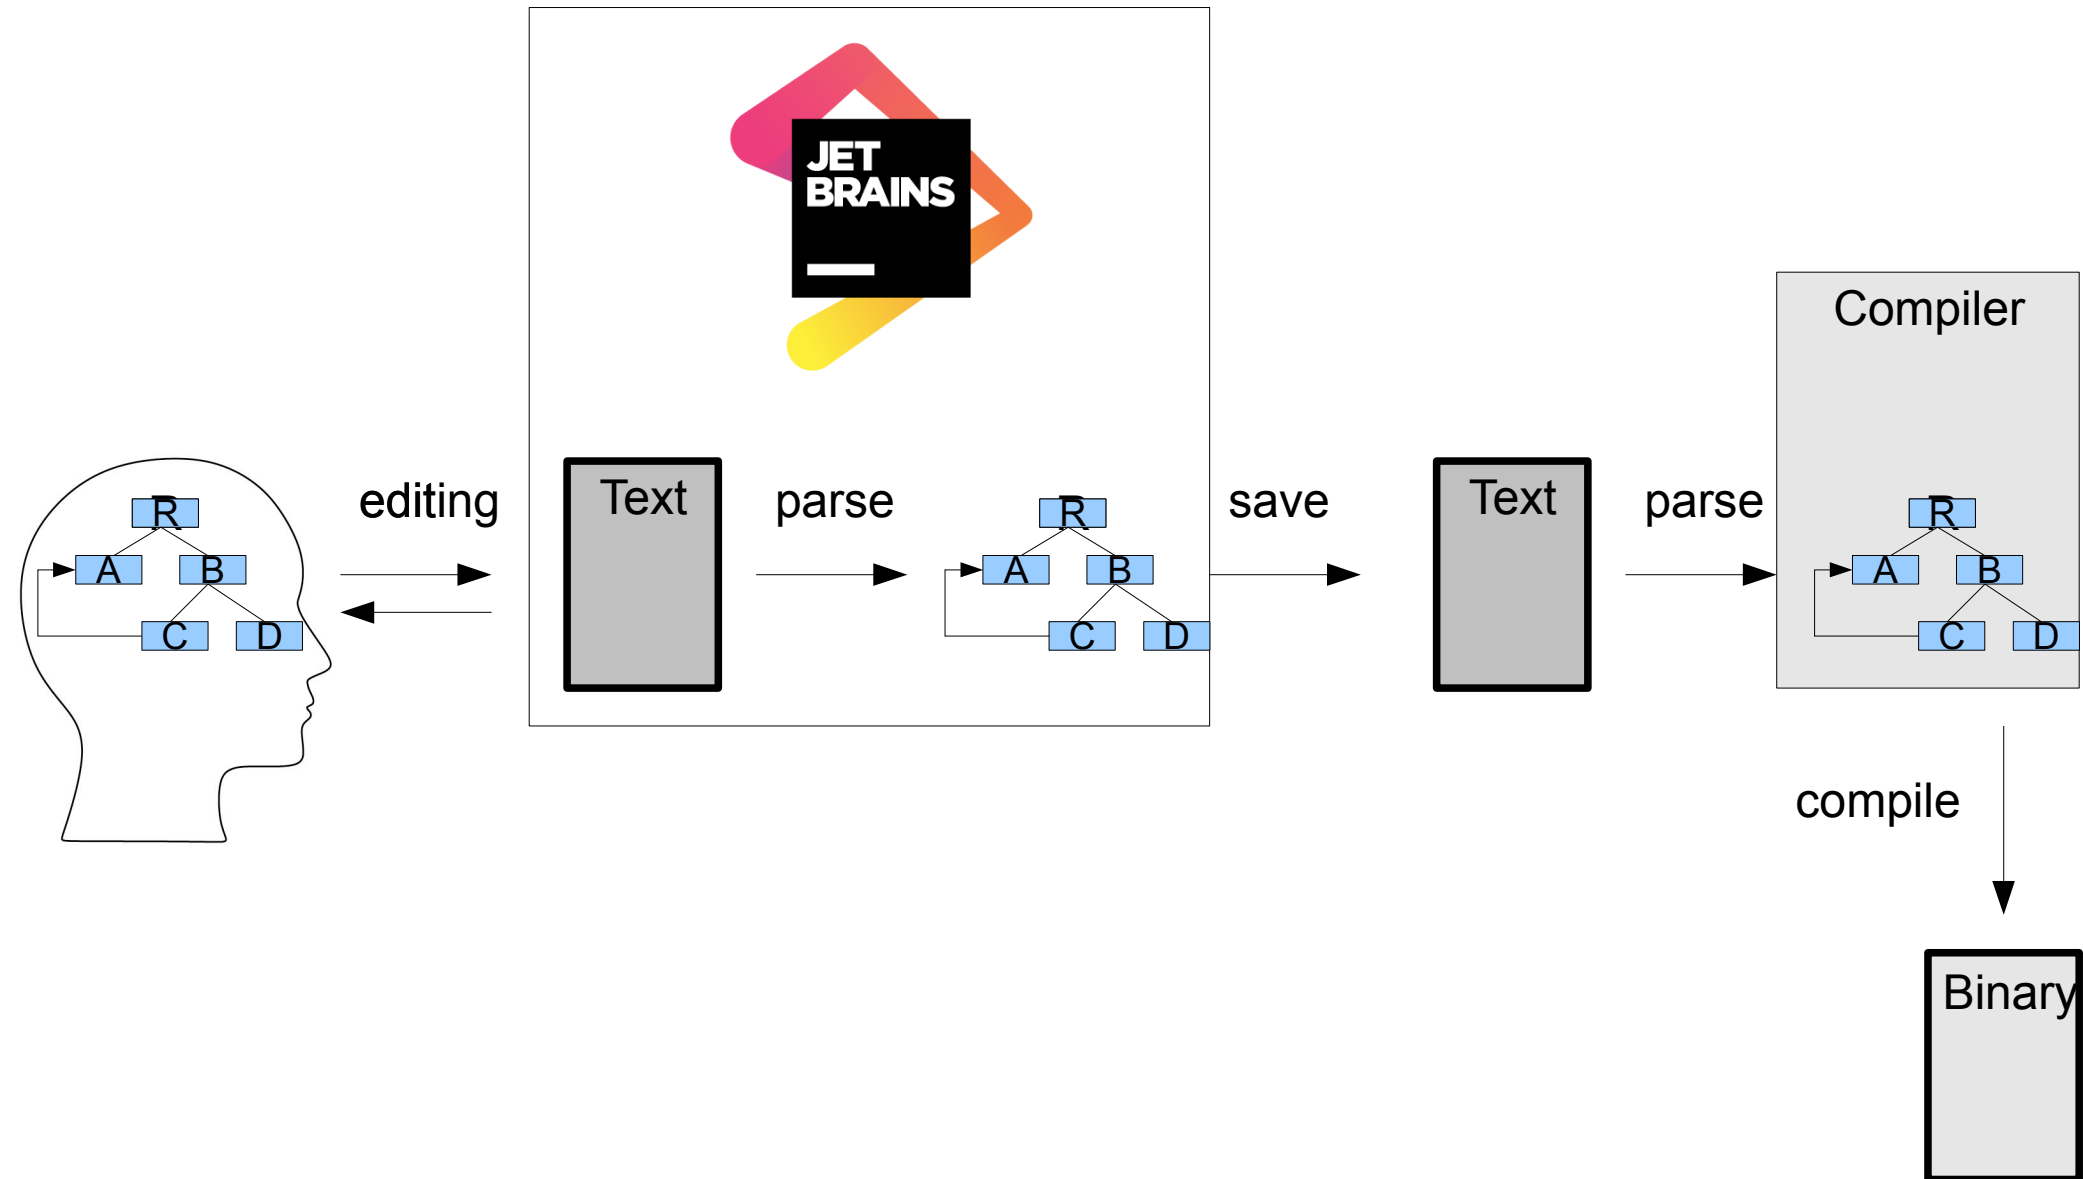 JET
BRAINS
Compiler
R
A
B
C
D
editing
Text
parse
R
A
B
C
D
save
Text
parse
R
A
B
C
D
compile
Binary